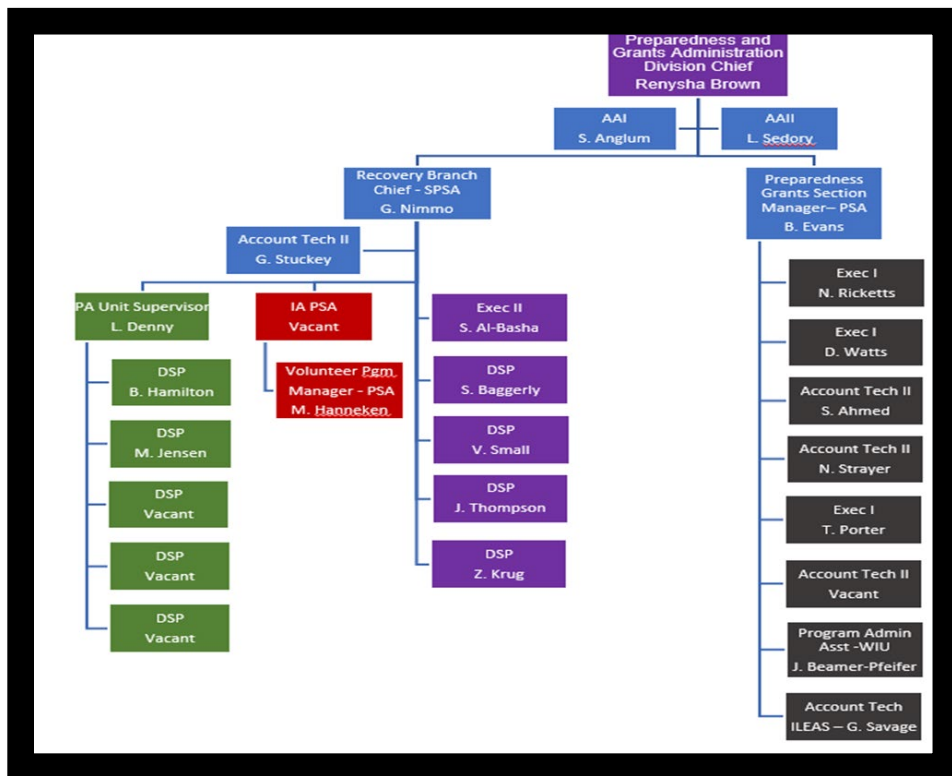 Preparedness and
Grants Administration
Division Chief
Renysha Brown
AAI
S. Anglum
AAII
L. Sedory
Recovery Branch
Chief - SPSA
G. Nimmo
Preparedness
Grants Section
Manager– PSA
B. Evans
Account Tech II
G. Stuckey
PA Unit Supervisor
L. Denny
IA PSA
Vacant
Volunteer Pgm
Manager - PSA
M. Hanneken
DSP
B. Hamilton
DSP
M. Jensen
DSP
Vacant
DSP
Vacant
DSP
Vacant
Exec II
S. Al-Basha
DSP
S. Baggerly
DSP
V. Small
DSP
J. Thompson
DSP
Z. Krug
Exec I
N. Ricketts
Exec I
D. Watts
Account Tech II
S. Ahmed
Account Tech II
N. Strayer
Exec I
T. Porter
Account Tech II
Vacant
Program Admin
Asst -WIU
J. Beamer-Pfeifer
Account Tech
ILEAS – G. Savage